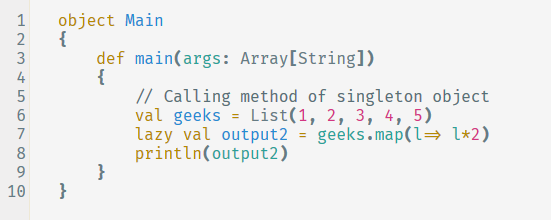 1 object Main
2 {
3     def main(args: Array[String])
4     {
5         // Calling method of singleton object
6         val geeks = List(1, 2, 3, 4, 5)
7         lazy val output2 = geeks.map(l=> l*2)
8         println(output2)
9     }
10 }